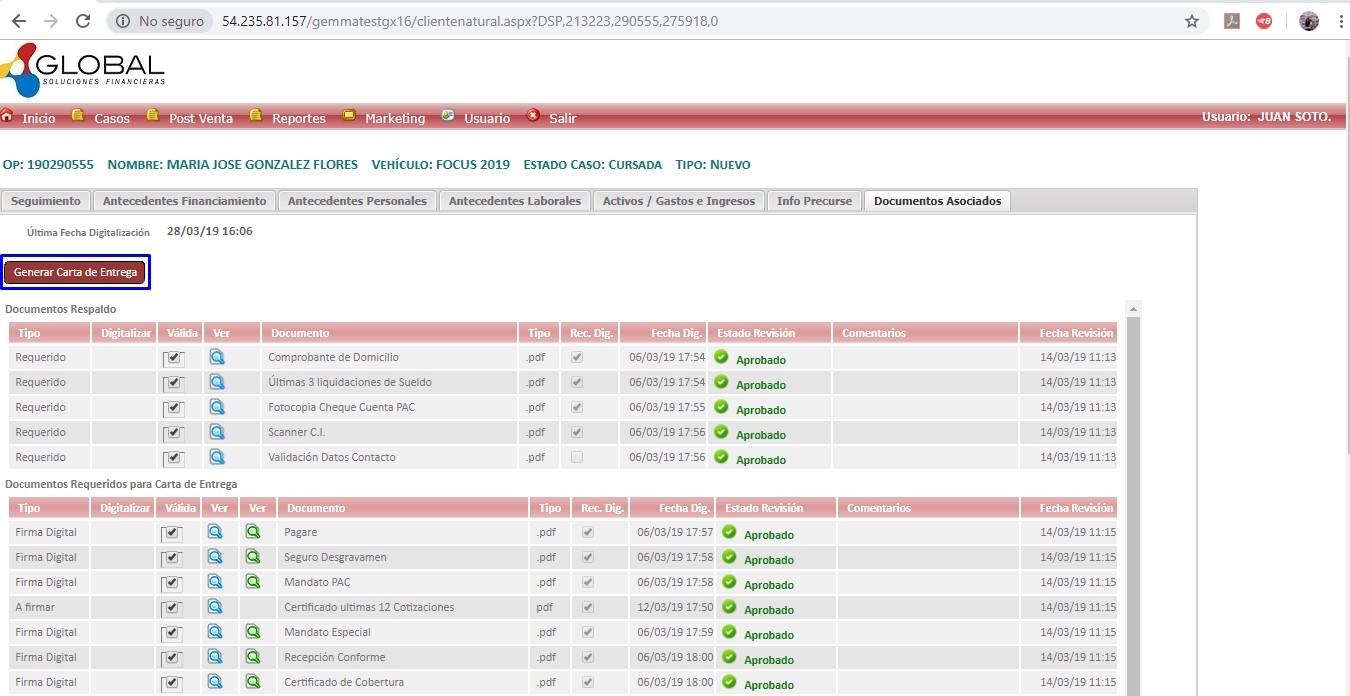 No seguro 54.235.81.157/gemmatestgx16/clientenatural.aspx?DSP,213223,290555,275918,0
GLOBAL
SOLUCIONES FINANCIERAS
Inicio Casos Post Venta Reportes Marketing Usuario Salir Usuario: JUAN SOTO.
OP: 190290555 NOMBRE: MARIA JOSE GONZALEZ FLORES VEHÍCULO: FOCUS 2019 ESTADO CASO: CURSADA TIPO: NUEVO
Seguimiento Antecedentes Financiamiento Antecedentes Personales Antecedentes Laborales Activos / Gastos e Ingresos Info Precurse Documentos Asociados
Última Fecha Digitalización 28/03/19 16:06
Generar Carta de Entrega
Documentos Respaldo
Tipo Digitalizar Válida Ver Documento Tipo Rec. Dig. Fecha Dig. Estado Revisión Comentarios Fecha Revisión
Requerido Comprobante de Domicilio .pdf 06/03/19 17:54 Aprobado 14/03/19 11:13
Requerido Últimas 3 liquidaciones de Sueldo .pdf 06/03/19 17:54 Aprobado 14/03/19 11:13
Requerido Fotocopia Cheque Cuenta PAC .pdf 06/03/19 17:55 Aprobado 14/03/19 11:13
Requerido Scanner C.I. .pdf 06/03/19 17:56 Aprobado 14/03/19 11:13
Requerido Validación Datos Contacto .pdf 06/03/19 17:56 Aprobado 14/03/19 11:13
Documentos Requeridos para Carta de Entrega
Tipo Digitalizar Válida Ver Ver Documento Tipo Rec. Dig. Fecha Dig. Estado Revisión Comentarios Fecha Revisión
Firma Digital Pagare .pdf 06/03/19 17:57 Aprobado 14/03/19 11:15
Firma Digital Seguro Desgravamen .pdf 06/03/19 17:58 Aprobado 14/03/19 11:15
Firma Digital Mandato PAC .pdf 06/03/19 17:58 Aprobado 14/03/19 11:15
A firmar Certificado ultimas 12 Cotizaciones pdf 12/03/19 17:50 Aprobado 14/03/19 11:15
Firma Digital Mandato Especial .pdf 06/03/19 17:59 Aprobado 14/03/19 11:15
Firma Digital Recepción Conforme .pdf 06/03/19 18:00 Aprobado 14/03/19 11:15
Firma Digital Certificado de Cobertura .pdf 06/03/19 18:00 Aprobado 14/03/19 11:15